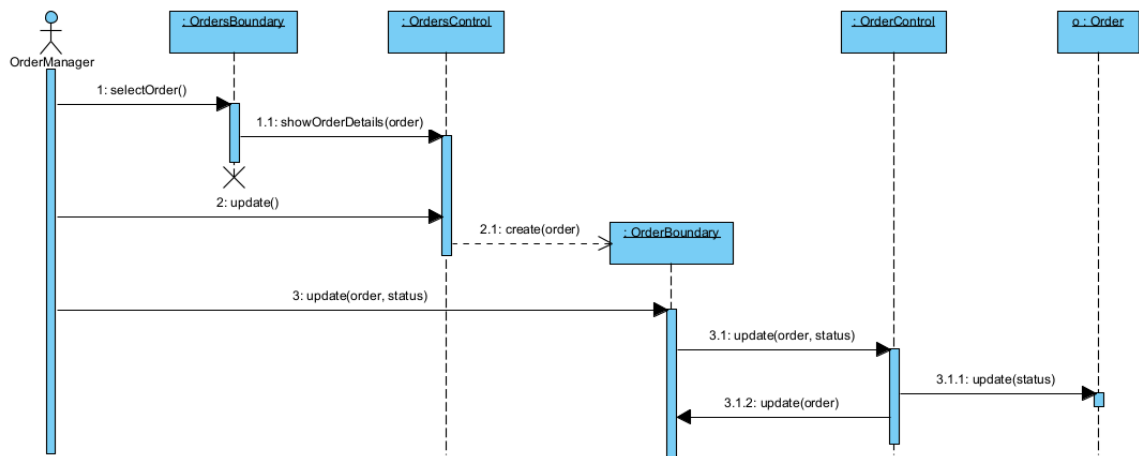 : OrdersBoundary
: OrdersControl
: OrderControl
o : Order
OrderManager
1: selectOrder()
1.1: showOrderDetails(order)
2: update()
2.1: create(order)
: OrderBoundary
3: update(order, status)
3.1: update(order, status)
3.1.1: update(status)
3.1.2: update(order)